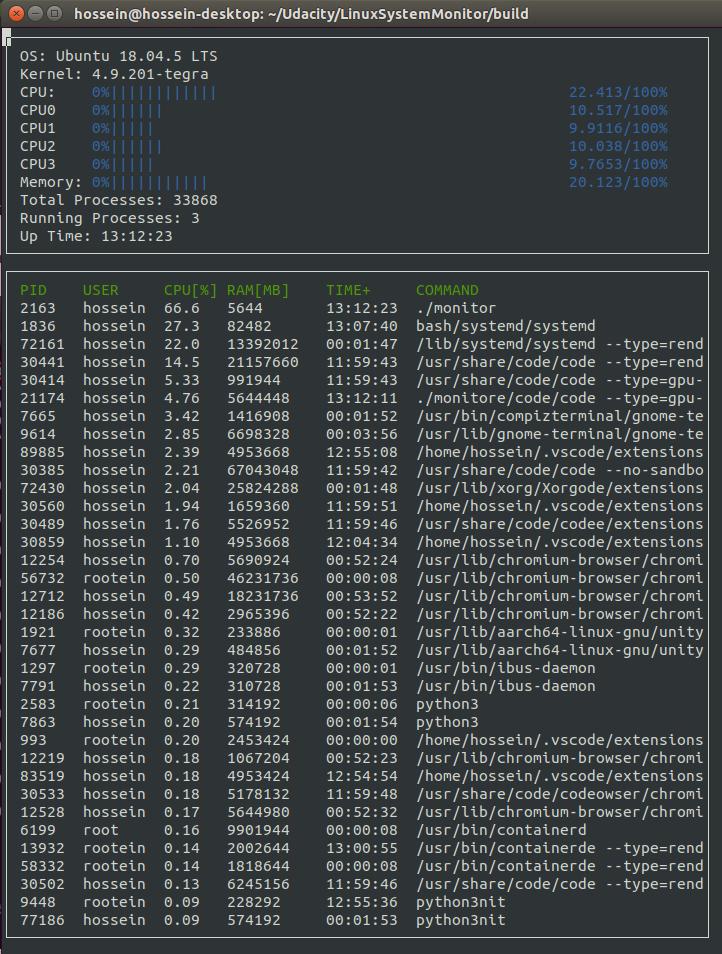 hossein@hossein-desktop: ~/Udacity/LinuxSystemMonitor/build
OS: Ubuntu 18.04.5 LTS
Kernel: 4.9.201-tegra
CPU: 0%|||||||||||| 22.413/100%
CPU0 0%|||||| 10.517/100%
CPU1 0%||||| 9.9116/100%
CPU2 0%|||||| 10.038/100%
CPU3 0%||||| 9.7653/100%
Memory: 0%||||||||||| 20.123/100%
Total Processes: 33868
Running Processes: 3
Up Time: 13:12:23
PID USER CPU[%] RAM[MB] TIME+ COMMAND
2163 hossein 66.6 5644 13:12:23 ./monitor
1836 hossein 27.3 82482 13:07:40 bash/systemd/systemd
72161 hossein 22.0 13392012 00:01:47 /lib/systemd/systemd --type=rend
30441 hossein 14.5 21157660 11:59:43 /usr/share/code/code --type=rend
30414 hossein 5.33 991944 11:59:43 /usr/share/code/code --type=gpu-
21174 hossein 4.76 5644448 13:12:11 ./monitore/code/code --type=gpu-
7665 hossein 3.42 1416908 00:01:52 /usr/bin/compizterminal/gnome-te
9614 hossein 2.85 6698328 00:03:56 /usr/lib/gnome-terminal/gnome-te
89885 hossein 2.39 4953668 12:55:08 /home/hossein/.vscode/extensions
30385 hossein 2.21 67043048 11:59:42 /usr/share/code/code --no-sandbo
72430 hossein 2.04 25824288 00:01:48 /usr/lib/xorg/Xorgode/extensions
30560 hossein 1.94 1659360 11:59:51 /home/hossein/.vscode/extensions
30489 hossein 1.76 5526952 11:59:46 /usr/share/code/codee/extensions
30859 hossein 1.10 4953668 12:04:34 /home/hossein/.vscode/extensions
12254 hossein 0.70 5690924 00:52:24 /usr/lib/chromium-browser/chromi
56732 rootein 0.50 46231736 00:00:08 /usr/lib/chromium-browser/chromi
12712 hossein 0.49 18231736 00:53:52 /usr/lib/chromium-browser/chromi
12186 hossein 0.42 2965396 00:52:22 /usr/lib/chromium-browser/chromi
1921 rootein 0.32 233886 00:00:01 /usr/lib/aarch64-linux-gnu/unity
7677 hossein 0.29 484856 00:01:52 /usr/lib/aarch64-linux-gnu/unity
1297 rootein 0.29 320728 00:00:01 /usr/bin/ibus-daemon
7791 hossein 0.22 310728 00:01:53 /usr/bin/ibus-daemon
2583 rootein 0.21 314192 00:00:06 python3
7863 hossein 0.20 574192 00:01:54 python3
993 rootein 0.20 2453424 00:00:00 /home/hossein/.vscode/extensions
12219 hossein 0.18 1067204 00:52:23 /usr/lib/chromium-browser/chromi
83519 hossein 0.18 4953424 12:54:54 /home/hossein/.vscode/extensions
30533 hossein 0.18 5178132 11:59:48 /usr/share/code/codeowser/chromi
12528 hossein 0.17 5644980 00:52:32 /usr/lib/chromium-browser/chromi
6199 root 0.16 9901944 00:00:08 /usr/bin/containerd
13932 rootein 0.14 2002644 13:00:55 /usr/bin/containerde --type=rend
58332 rootein 0.14 1818644 00:00:08 /usr/bin/containerde --type=rend
30502 hossein 0.13 6245156 11:59:46 /usr/share/code/code --type=rend
9448 rootein 0.09 228292 12:55:36 python3nit
77186 hossein 0.09 574192 00:01:53 python3nit